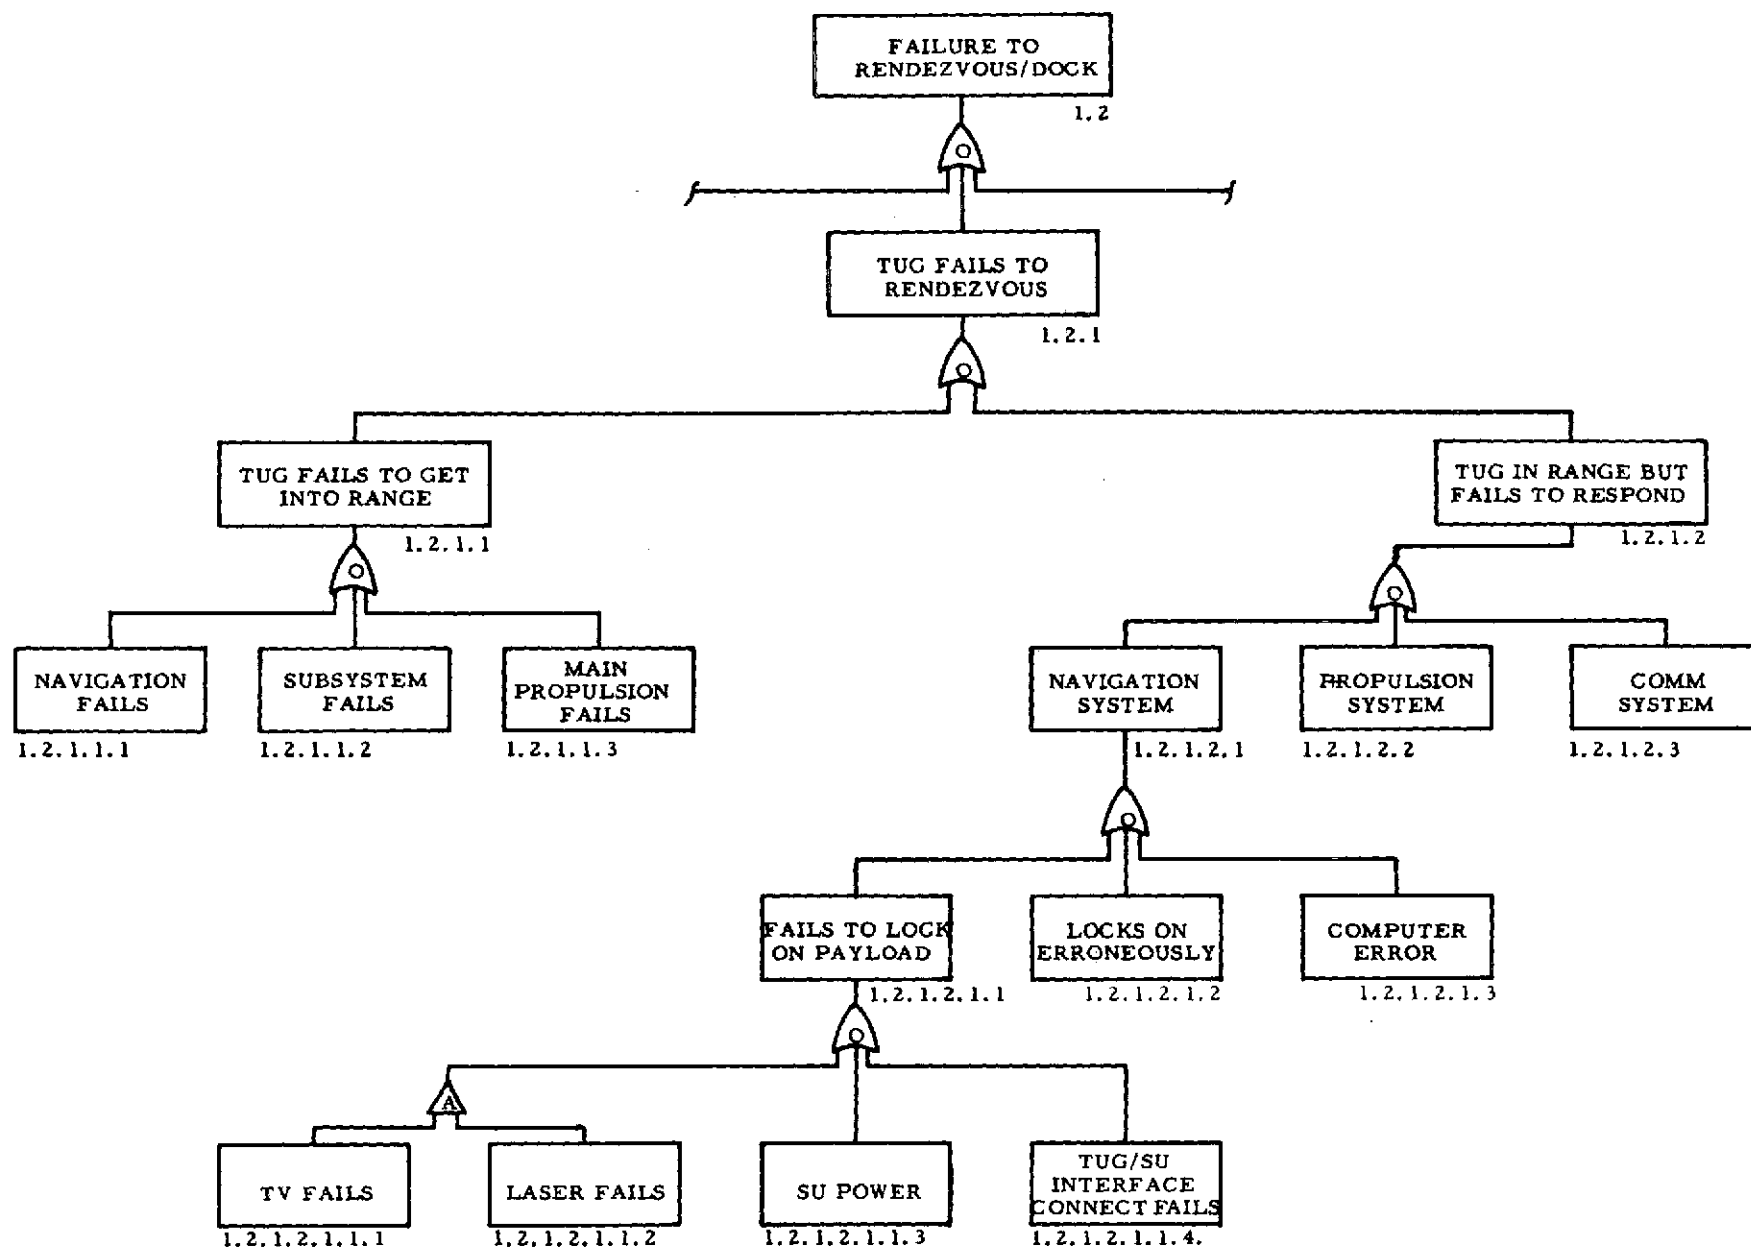 FAILURE TO
RENDEZVOUS/DOCK
1.2
O
TUG FAILS TO
RENDEZVOUS
1.2.1
O
TUG FAILS TO GET
INTO RANGE
1.2.1.1
O
TUG IN RANGE BUT
FAILS TO RESPOND
1.2.1.2
O
NAVIGATION
FAILS
1.2.1.1.1
SUBSYSTEM
FAILS
1.2.1.1.2
MAIN
PROPULSION
FAILS
1.2.1.1.3
NAVIGATION
SYSTEM
1.2.1.2.1
PROPULSION
SYSTEM
1.2.1.2.2
COMM
SYSTEM
1.2.1.2.3
O
FAILS TO LOCK
ON PAYLOAD
1.2.1.2.1.1
LOCKS ON
ERRONEOUSLY
1.2.1.2.1.2
COMPUTER
ERROR
1.2.1.2.1.3
O
A
TV FAILS
1.2.1.2.1.1.1
LASER FAILS
1.2.1.2.1.1.2
SU POWER
1.2.1.2.1.1.3
TUG/SU
INTERFACE
CONNECT FAILS
1.2.1.2.1.1.4.